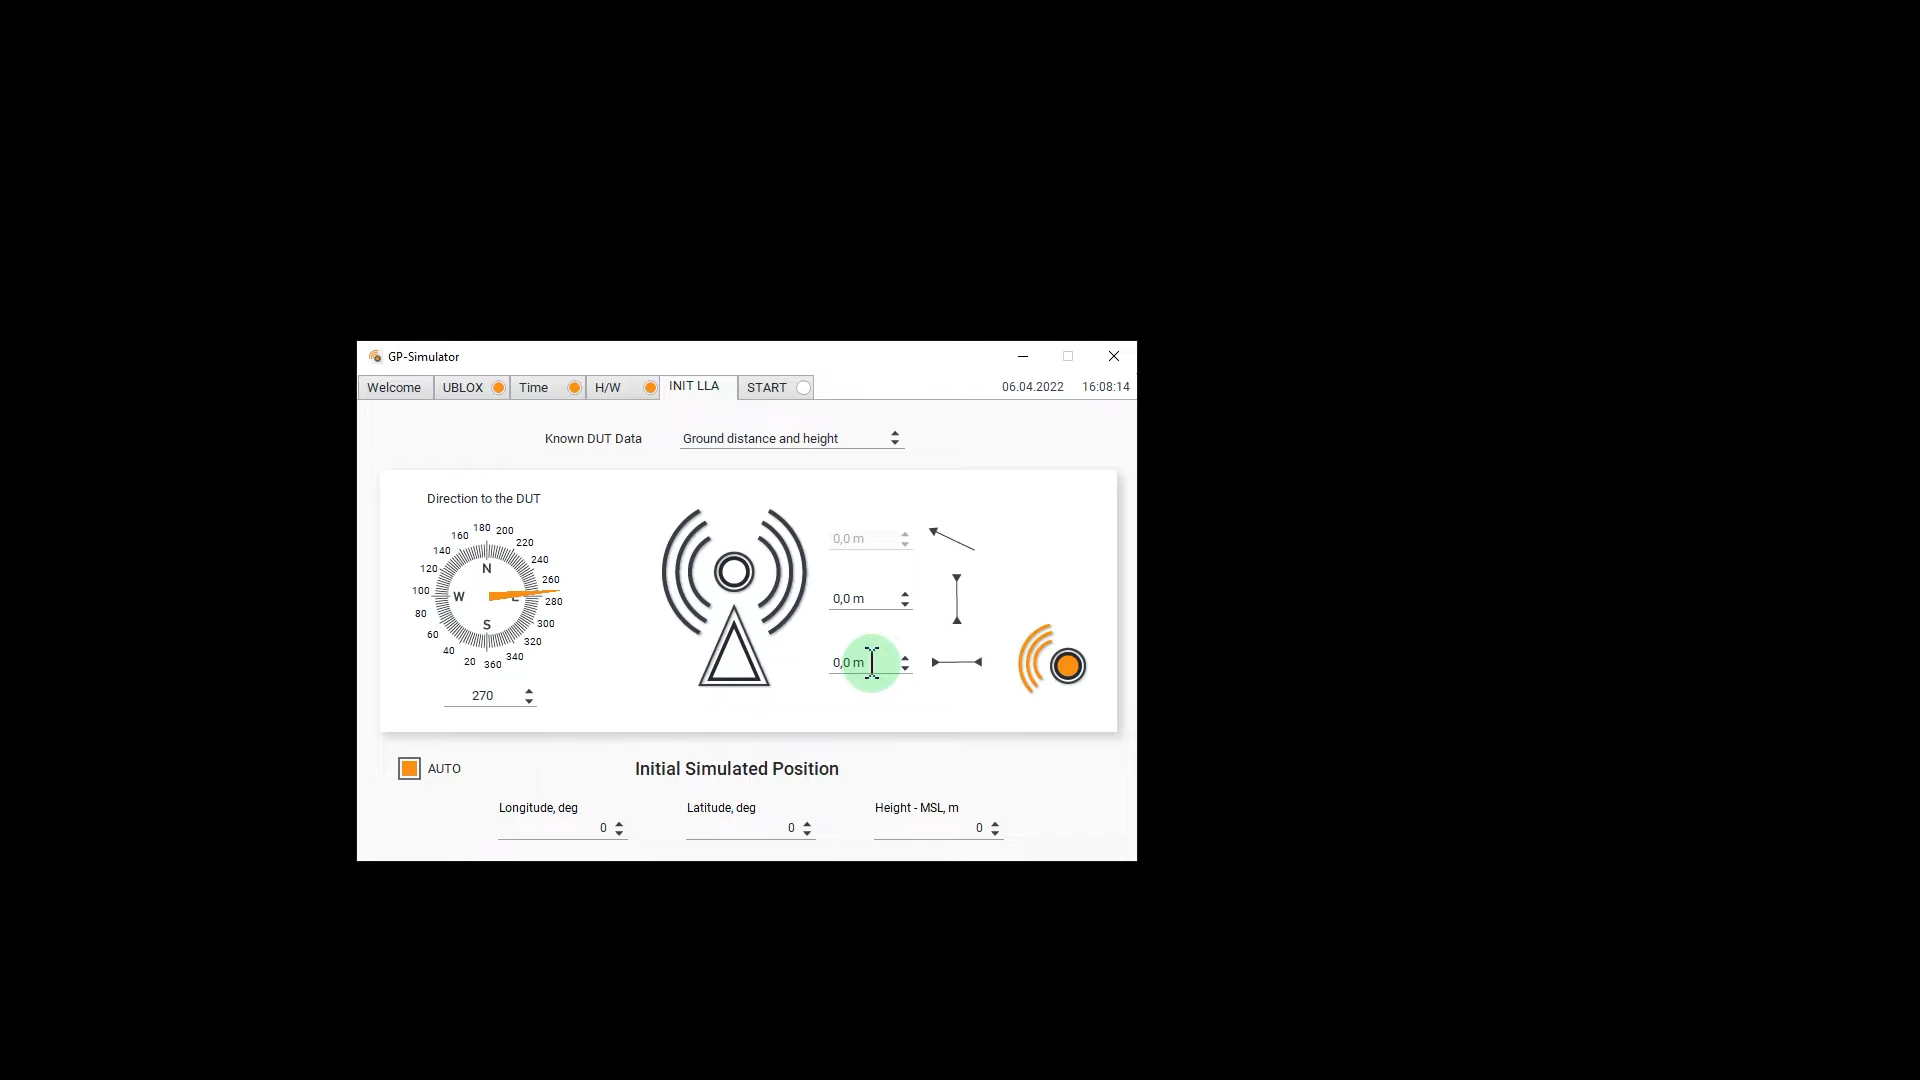 GP-Simulator
Welcome UBLOX Time H/W INIT LLA START 06.04.2022 16:08:14
Known DUT Data Ground distance and height
Direction to the DUT
180 200
160 220
140 240
120 260
100 280
80 300
60 320
40 340
20 360
N
W E
S
270
0,0 m
0,0 m
0,0 m
AUTO Initial Simulated Position
Longitude, deg Latitude, deg Height - MSL, m
0 0 0